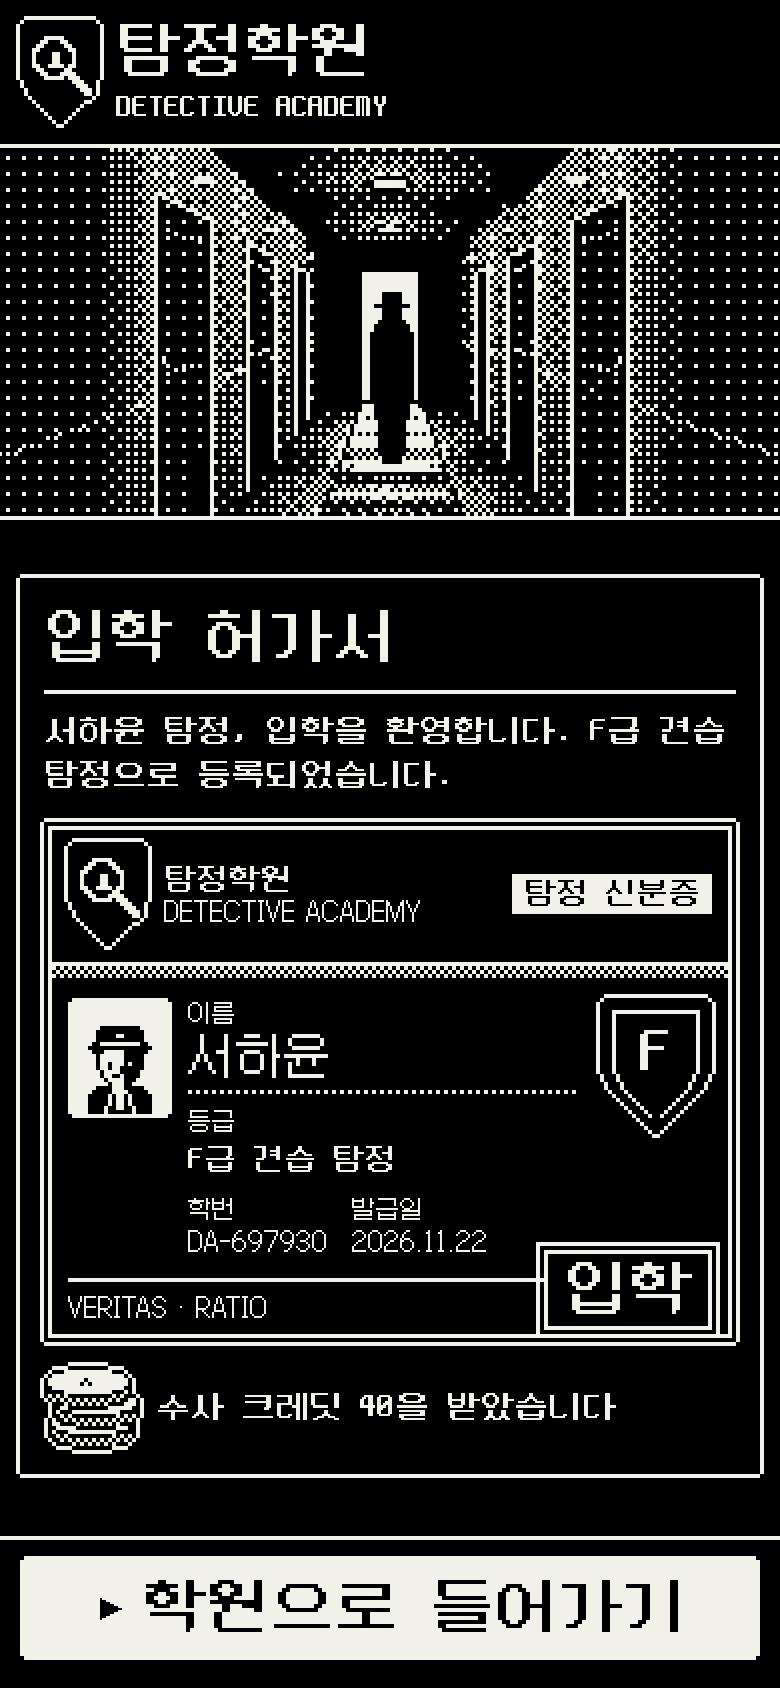 탐정학원
DETECTIVE ACADEMY
입학 허가서
서하윤 탐정, 입학을 환영합니다. F급 견습
탐정으로 등록되었습니다.
탐정학원
DETECTIVE ACADEMY
탐정 신분증
이름
서하윤
F
등급
F급 견습 탐정
학번 발급일
DA-697930 2026.11.22
VERITAS · RATIO
입학
수사 크레딧 40을 받았습니다
▶ 학원으로 들어가기